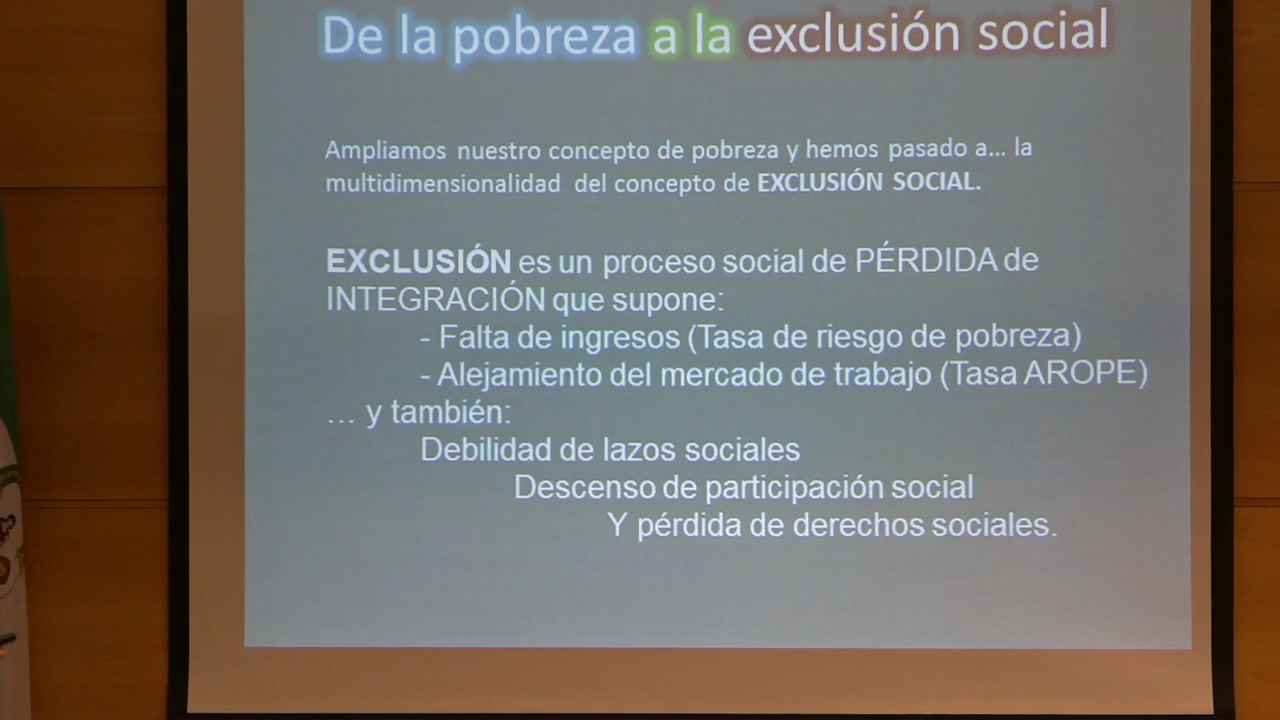 De la pobreza a la exclusión social
Ampliamos nuestro concepto de pobreza y hemos pasado a... la
multidimensionalidad del concepto de EXCLUSIÓN SOCIAL.
EXCLUSIÓN es un proceso social de PÉRDIDA de
INTEGRACIÓN que supone:
- Falta de ingresos (Tasa de riesgo de pobreza)
- Alejamiento del mercado de trabajo (Tasa AROPE)
... y también:
Debilidad de lazos sociales
Descenso de participación social
Y pérdida de derechos sociales.